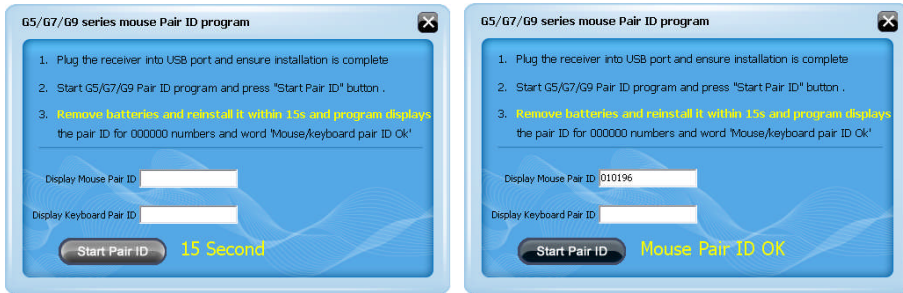 G5/G7/G9 series mouse Pair ID program
1. Plug the receiver into USB port and ensure installation is complete
2. Start G5/G7/G9 Pair ID program and press "Start Pair ID" button .
3. Remove batteries and reinstall it within 15s and program displays
the pair ID for 000000 numbers and word 'Mouse/keyboard pair ID Ok'
Display Mouse Pair ID
Display Keyboard Pair ID
Start Pair ID 15 Second
G5/G7/G9 series mouse Pair ID program
1. Plug the receiver into USB port and ensure installation is complete
2. Start G5/G7/G9 Pair ID program and press "Start Pair ID" button .
3. Remove batteries and reinstall it within 15s and program displays
the pair ID for 000000 numbers and word 'Mouse/keyboard pair ID Ok'
Display Mouse Pair ID 010196
Display Keyboard Pair ID
Start Pair ID Mouse Pair ID OK